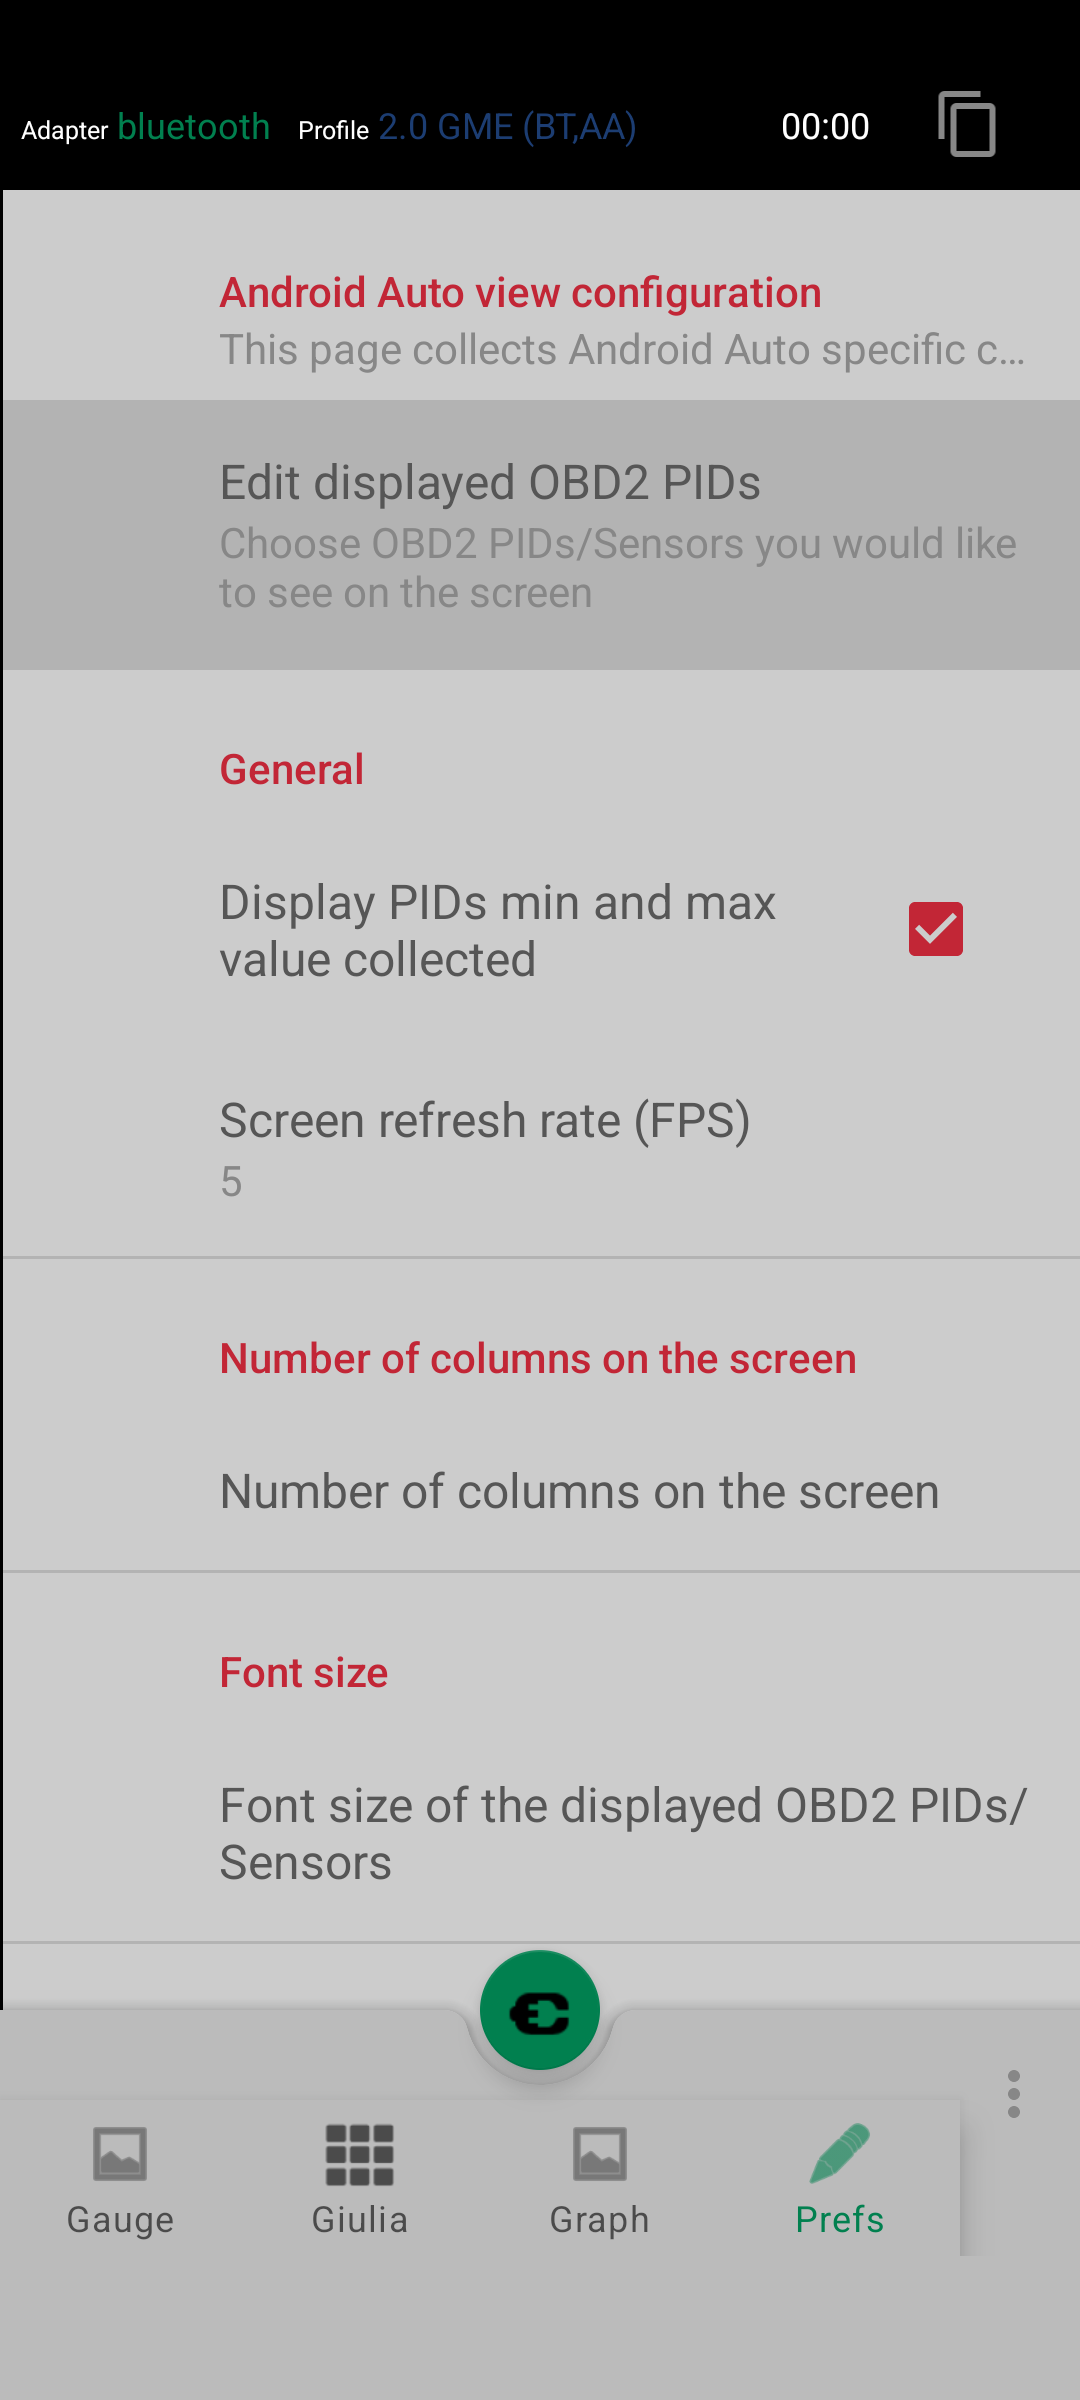 Adapter bluetooth Profile 2.0 GME (BT,AA) 00:00
Android Auto view configuration
This page collects Android Auto specific c...
Edit displayed OBD2 PIDs
Choose OBD2 PIDs/Sensors you would like
to see on the screen
General
Display PIDs min and max
value collected
Screen refresh rate (FPS)
5
Number of columns on the screen
Number of columns on the screen
Font size
Font size of the displayed OBD2 PIDs/
Sensors
Gauge Giulia Graph Prefs